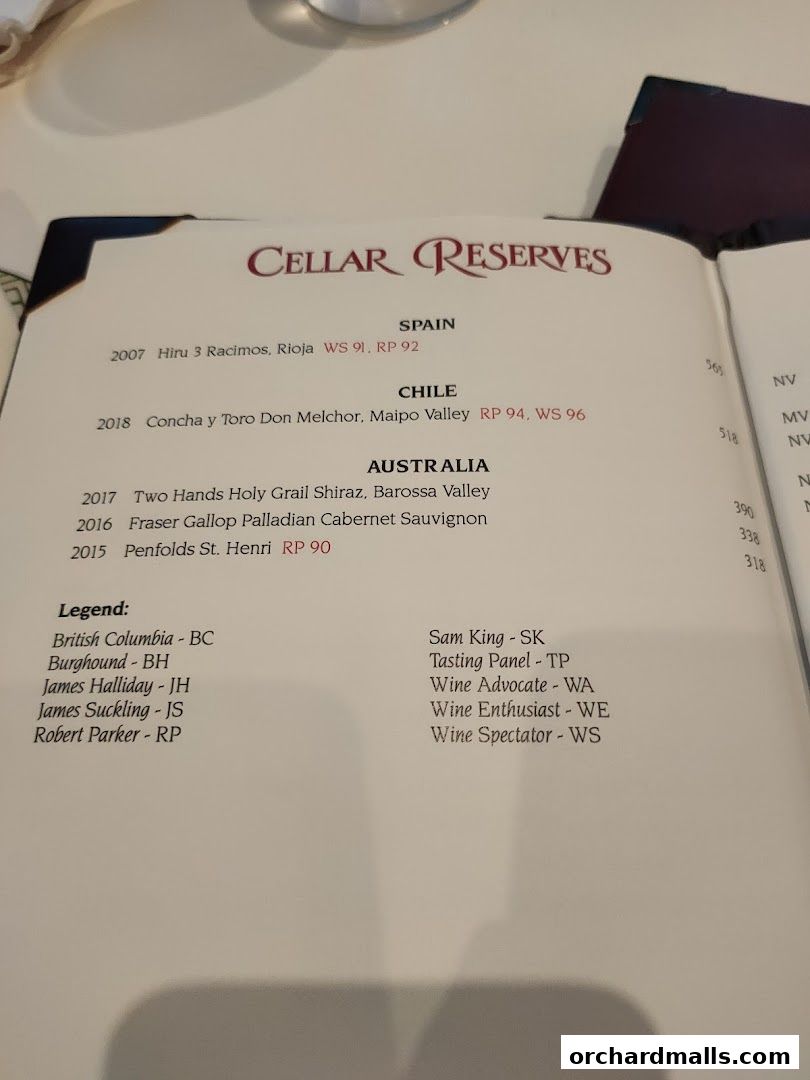 CELLAR RESERVES
SPAIN
2007 Hiru 3 Racimos, Rioja WS 91, RP 92 565
CHILE
2018 Concha y Toro Don Melchor, Maipo Valley RP 94, WS 96 518
AUSTRALIA
2017 Two Hands Holy Grail Shiraz, Barossa Valley 390
2016 Fraser Gallop Palladian Cabernet Sauvignon 338
2015 Penfolds St. Henri RP 90 318
Legend:
British Columbia - BC
Burghound - BH
James Halliday - JH
James Suckling - JS
Robert Parker - RP
Sam King - SK
Tasting Panel - TP
Wine Advocate - WA
Wine Enthusiast - WE
Wine Spectator - WS
NV
MV
orchardmalls.com